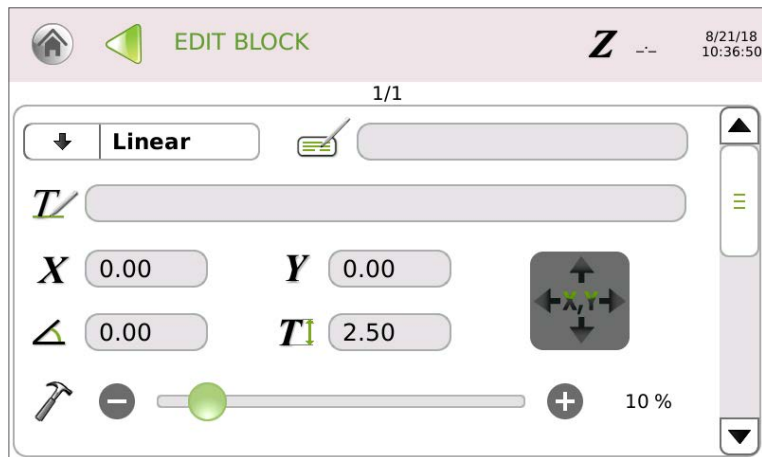 EDIT BLOCK Z _._ 8/21/18
10:36:50
1/1
Linear
T
X 0.00 Y 0.00
X,Y
0.00 T 2.50
10 %